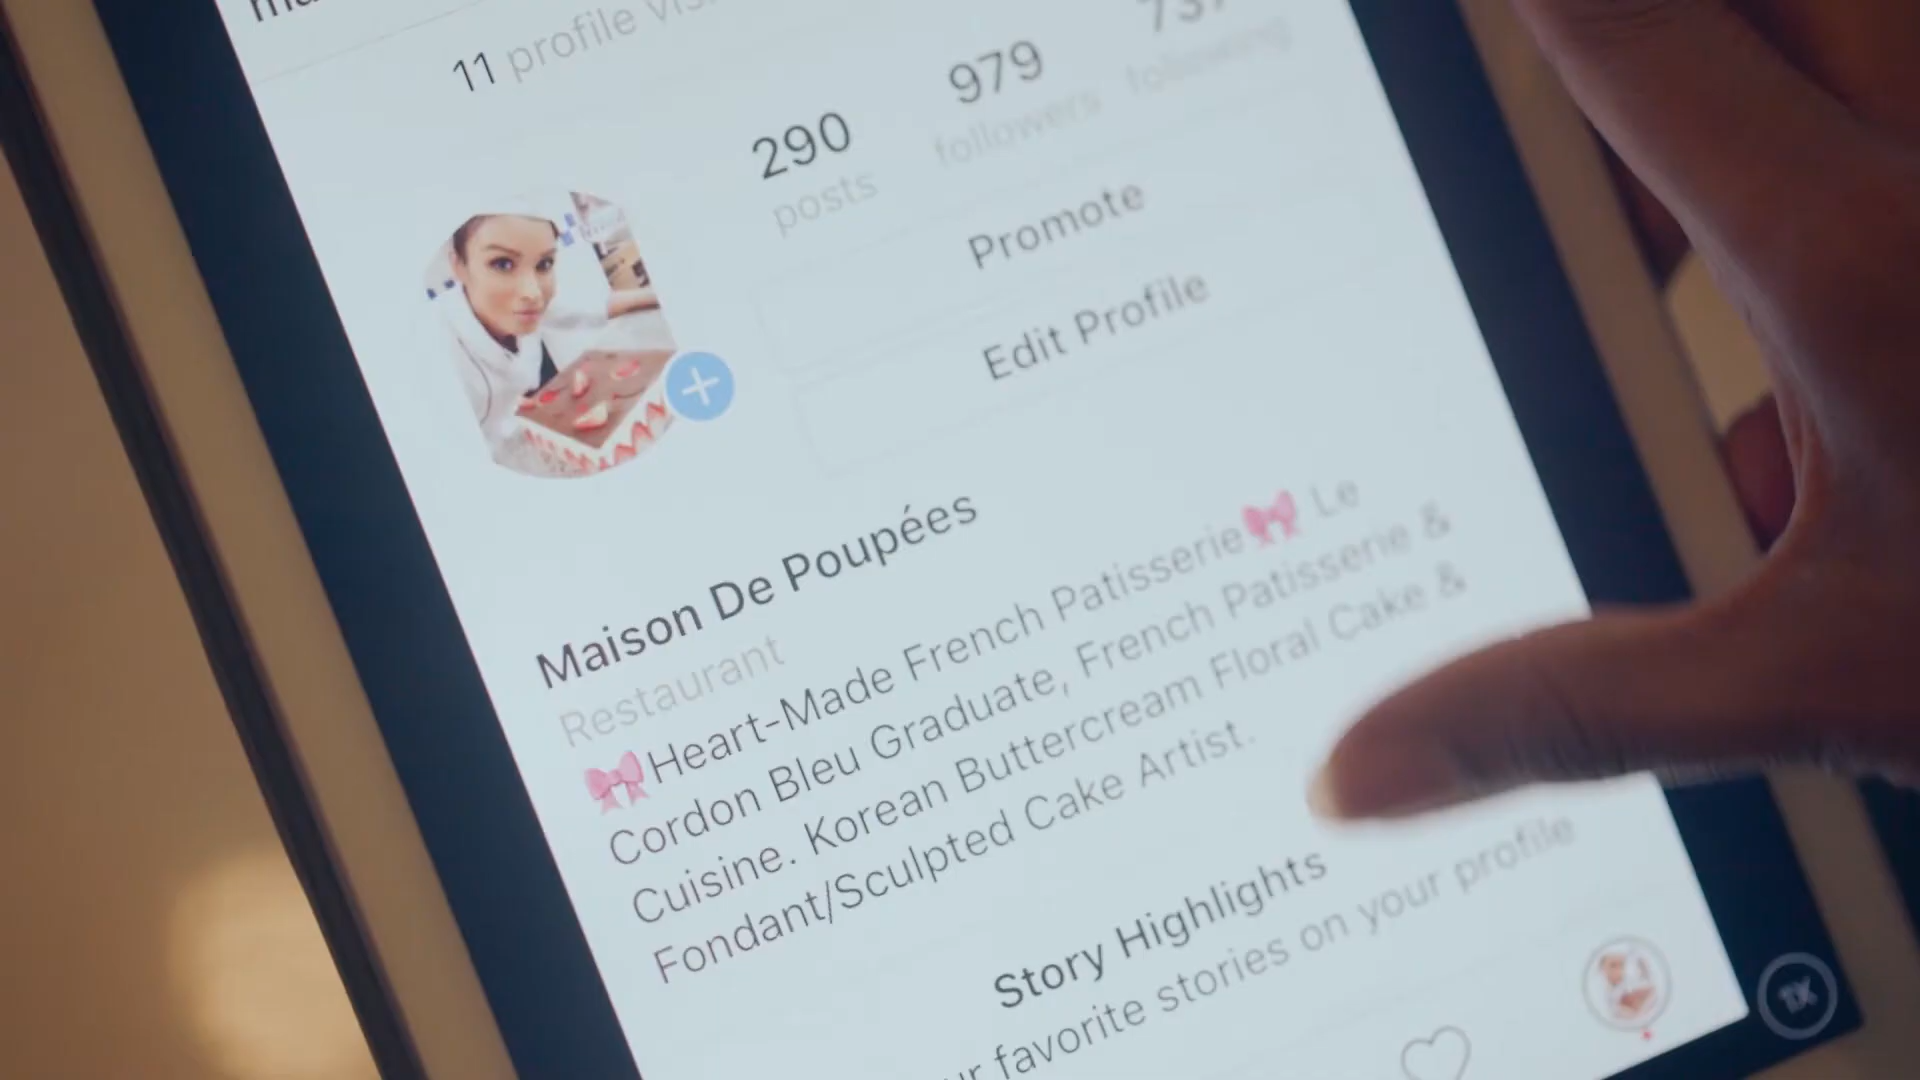 11 profile
290
979
737
posts
followers
following
Promote
Edit Profile
Maison De Poupées
Restaurant
🎀Heart-Made French Patisserie🎀 Le
Cordon Bleu Graduate, French Patisserie &
Cuisine. Korean Buttercream Floral Cake &
Fondant/Sculpted Cake Artist.
Story Highlights
favorite stories on your profile